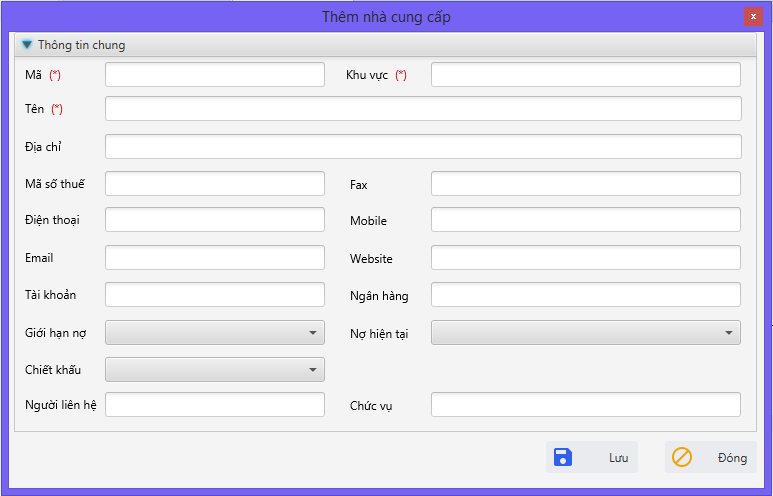 Thêm nhà cung cấp
x
Thông tin chung
Mã (*) Khu vực (*)
Tên (*)
Địa chỉ
Mã số thuế Fax
Điện thoại Mobile
Email Website
Tài khoản Ngân hàng
Giới hạn nợ Nợ hiện tại
Chiết khấu
Người liên hệ Chức vụ
Lưu Đóng